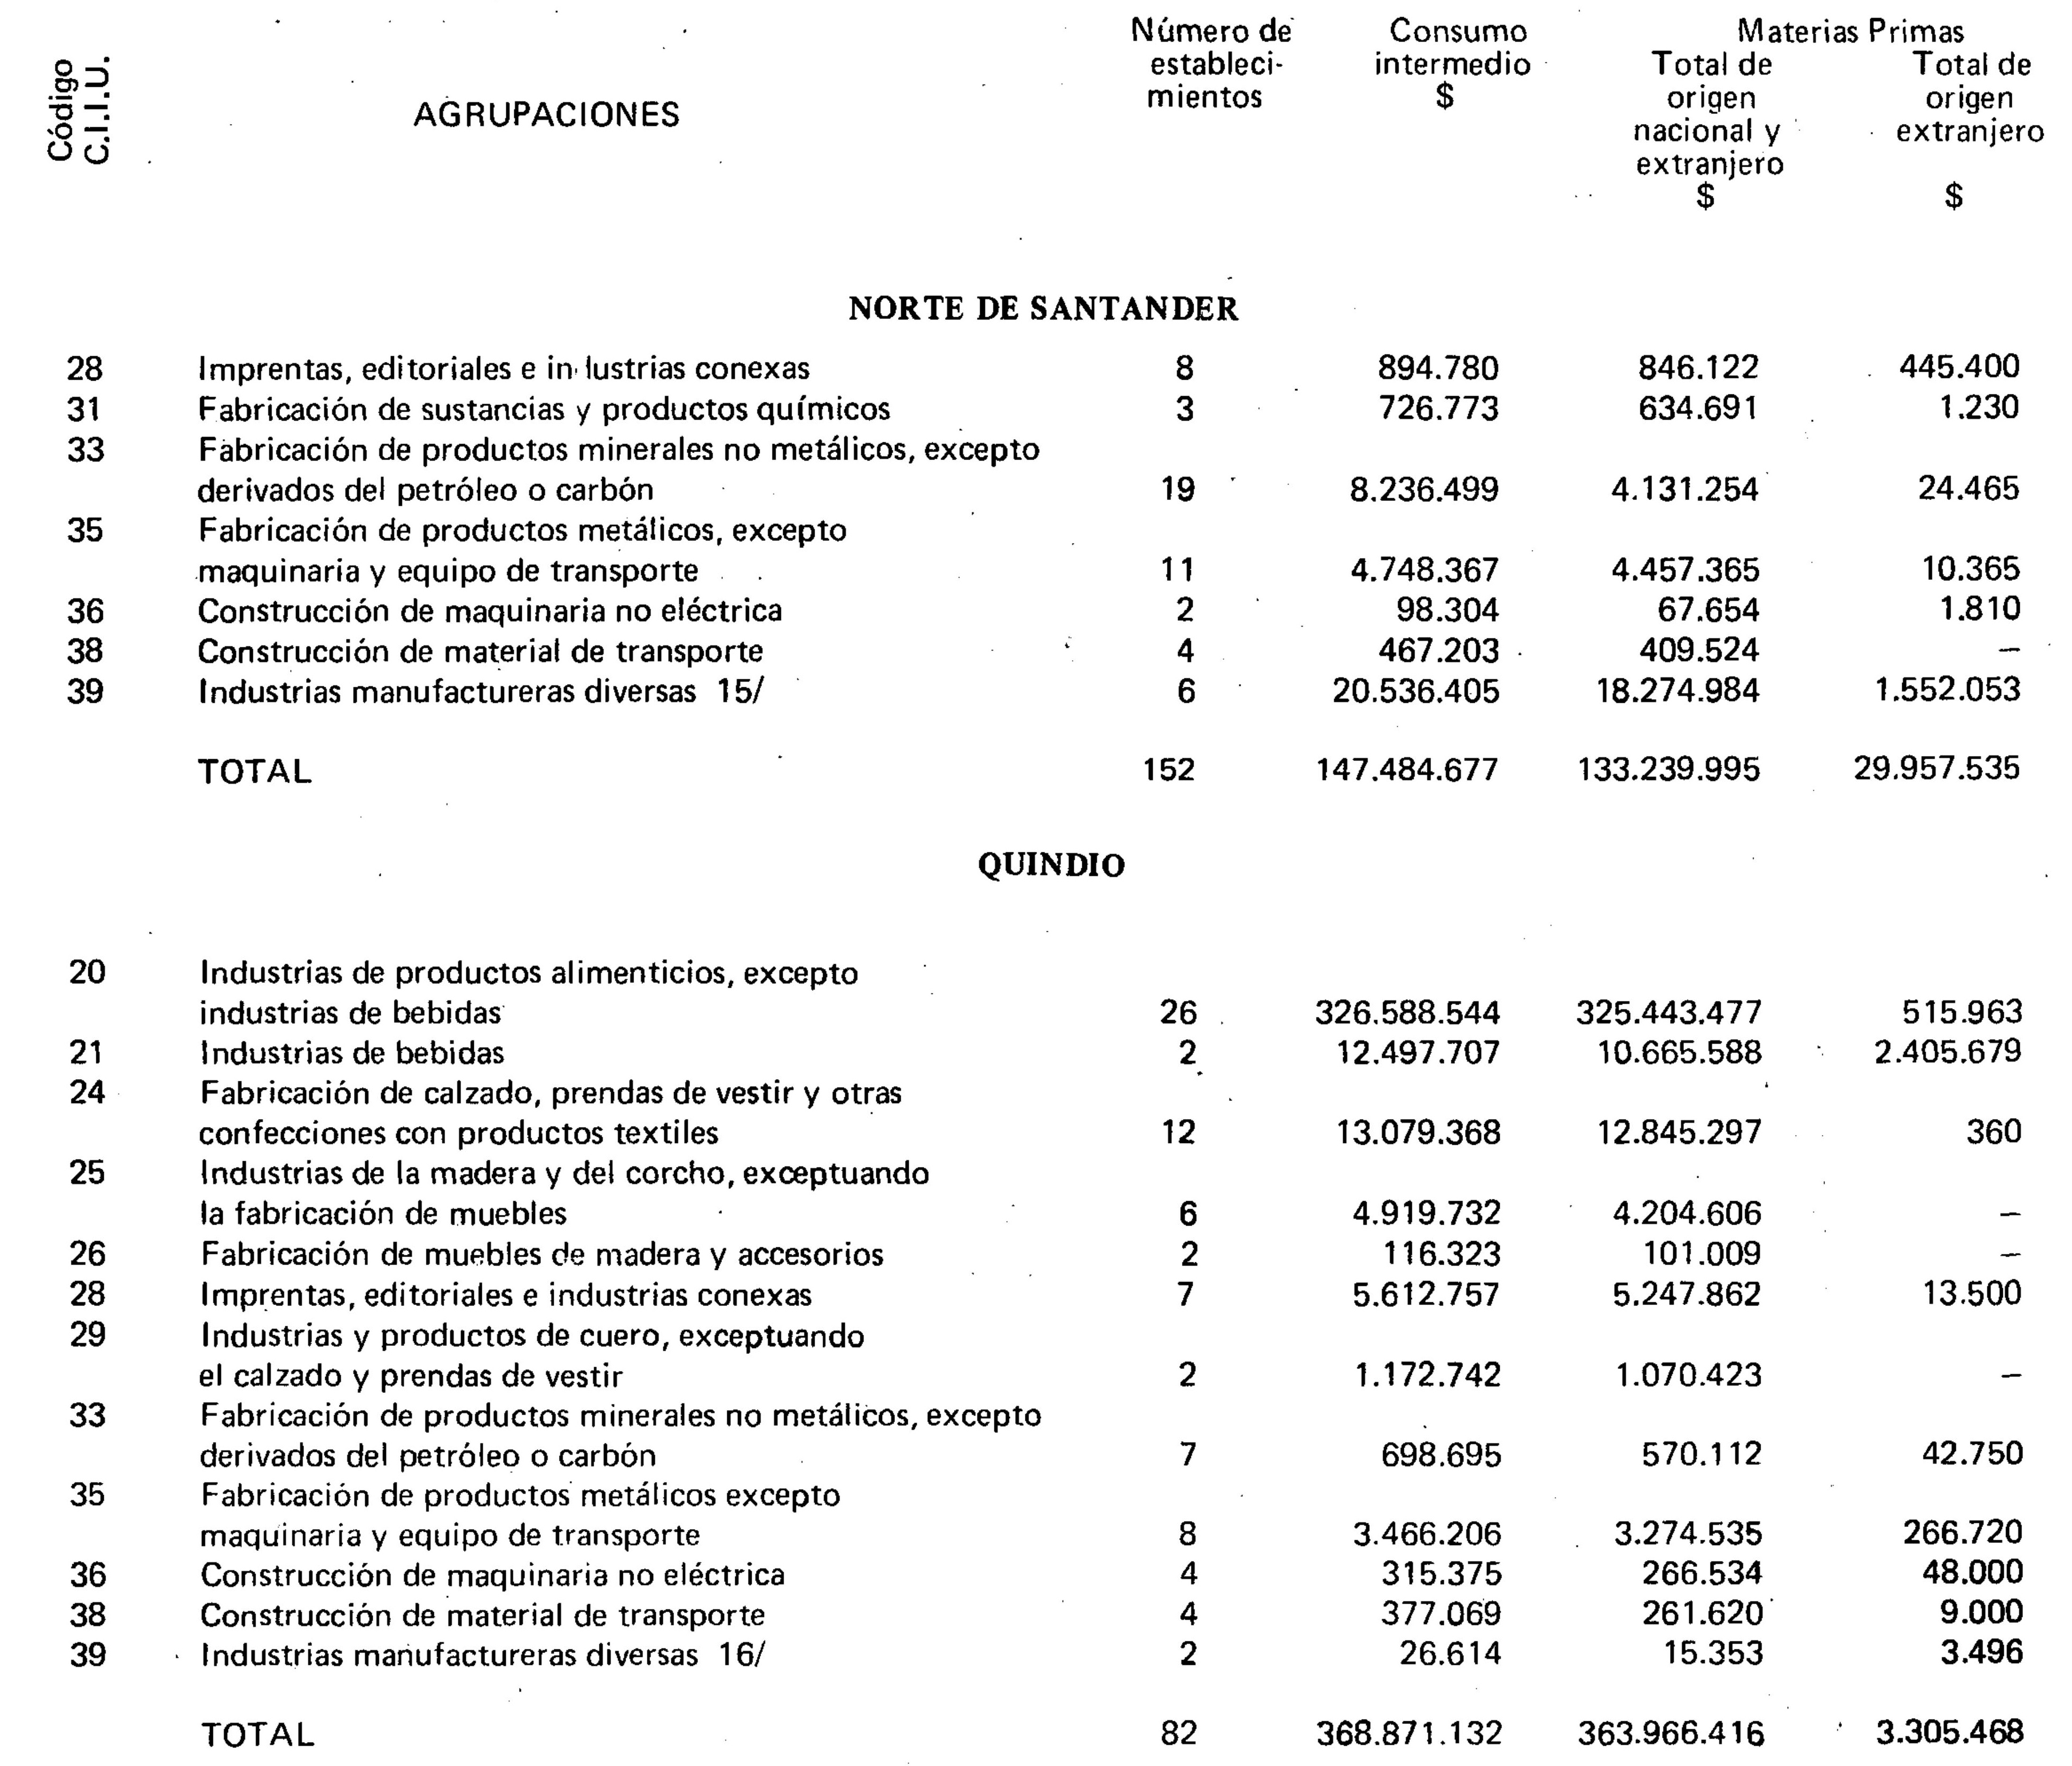 Código C.I.I.U. AGRUPACIONES Número de estableci- mientos Consumo intermedio $ Materias Primas Total de origen nacional y extranjero $ Total de origen extranjero $
NORTE DE SANTANDER
28 Imprentas, editoriales e in lustrias conexas 8 894.780 846.122 445.400
31 Fabricación de sustancias y productos químicos 3 726.773 634.691 1.230
33 Fabricación de productos minerales no metálicos, excepto
derivados del petróleo o carbón 19 8.236.499 4.131.254 24.465
35 Fabricación de productos metálicos, excepto
maquinaria y equipo de transporte 11 4.748.367 4.457.365 10.365
36 Construcción de maquinaria no eléctrica 2 98.304 67.654 1.810
38 Construcción de material de transporte 4 467.203 409.524 —
39 Industrias manufactureras diversas 15/ 6 20.536.405 18.274.984 1.552.053
TOTAL 152 147.484.677 133.239.995 29.957.535
QUINDIO
20 Industrias de productos alimenticios, excepto
industrias de bebidas 26 326.588.544 325.443.477 515.963
21 Industrias de bebidas 2 12.497.707 10.665.588 2.405.679
24 Fabricación de calzado, prendas de vestir y otras
confecciones con productos textiles 12 13.079.368 12.845.297 360
25 Industrias de la madera y del corcho, exceptuando
la fabricación de muebles 6 4.919.732 4.204.606 —
26 Fabricación de muebles de madera y accesorios 2 116.323 101.009 —
28 Imprentas, editoriales e industrias conexas 7 5.612.757 5.247.862 13.500
29 Industrias y productos de cuero, exceptuando
el calzado y prendas de vestir 2 1.172.742 1.070.423 —
33 Fabricación de productos minerales no metálicos, excepto
derivados del petróleo o carbón 7 698.695 570.112 42.750
35 Fabricación de productos metálicos excepto
maquinaria y equipo de transporte 8 3.466.206 3.274.535 266.720
36 Construcción de maquinaria no eléctrica 4 315.375 266.534 48.000
38 Construcción de material de transporte 4 377.069 261.620 9.000
39 Industrias manufactureras diversas 16/ 2 26.614 15.353 3.496
TOTAL 82 368.871.132 363.966.416 3.305.468